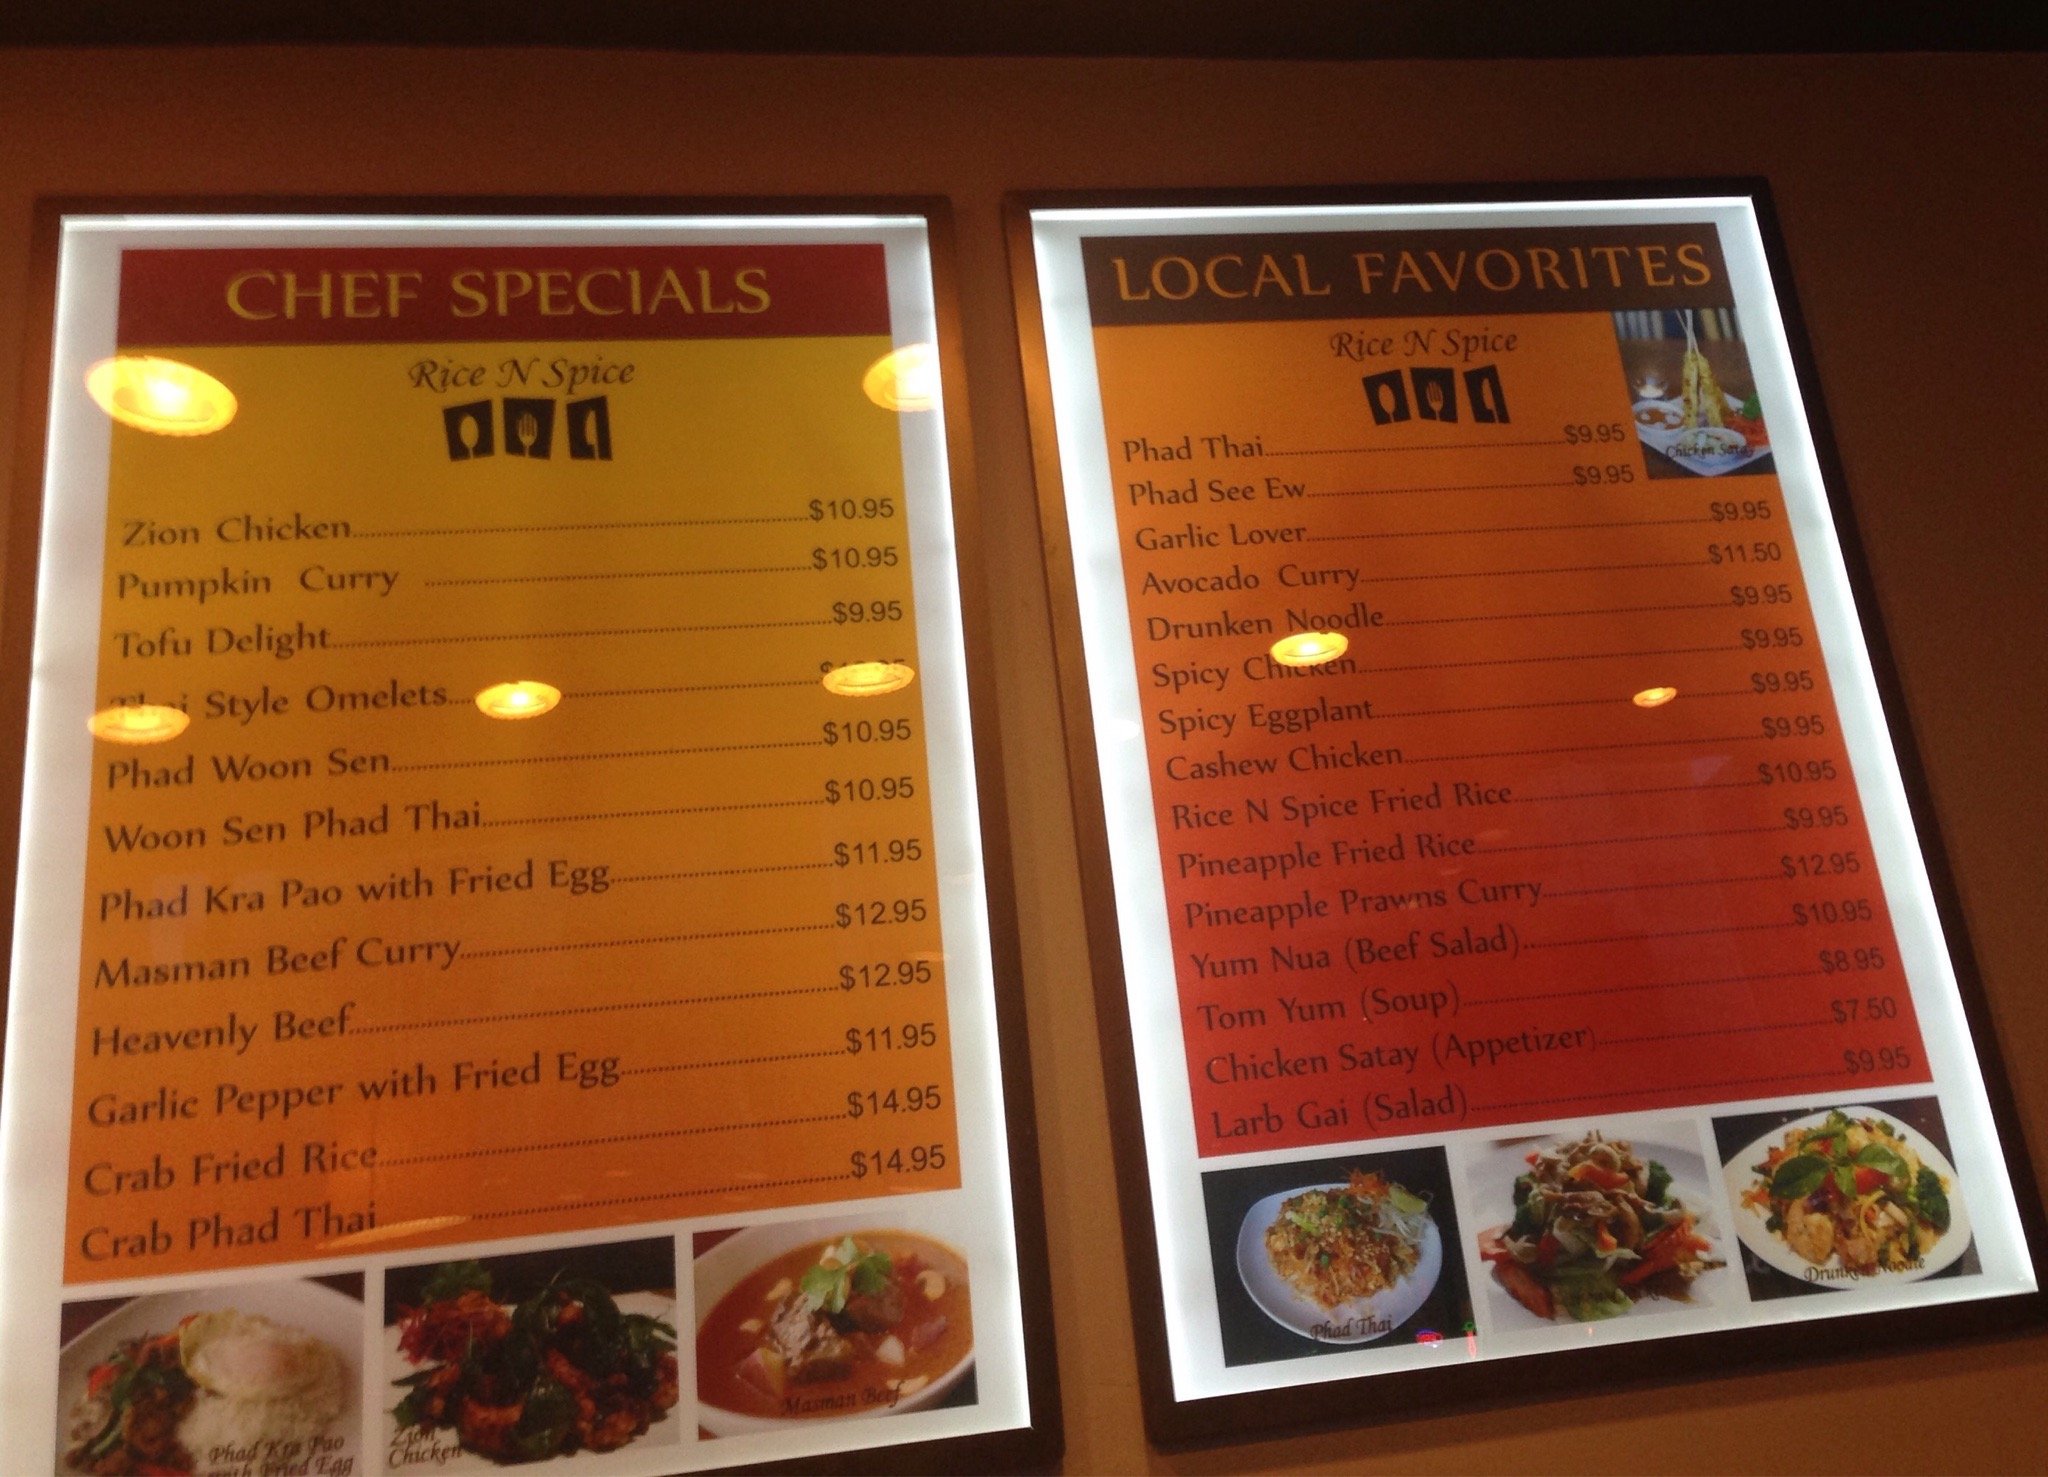 CHEF SPECIALS
Rice N Spice
Zion Chicken $10.95
Pumpkin Curry $10.95
Tofu Delight $9.95
Thai Style Omelets
Phad Woon Sen $10.95
Woon Sen Phad Thai $10.95
Phad Kra Pao with Fried Egg $11.95
Masman Beef Curry $12.95
Heavenly Beef $12.95
Garlic Pepper with Fried Egg $11.95
Crab Fried Rice $14.95
Crab Phad Thai $14.95
Phad Kra Pao
with Fried Egg
Zion
Chicken
Masman Beef
LOCAL FAVORITES
Rice N Spice
Chicken Satay
Phad Thai $9.95
Phad See Ew $9.95
Garlic Lover $9.95
Avocado Curry $11.50
Drunken Noodle $9.95
Spicy Chicken $9.95
Spicy Eggplant $9.95
Cashew Chicken $9.95
Rice N Spice Fried Rice $10.95
Pineapple Fried Rice $9.95
Pineapple Prawns Curry $12.95
Yum Nua (Beef Salad) $10.95
Tom Yum (Soup) $8.95
Chicken Satay (Appetizer) $7.50
Larb Gai (Salad) $9.95
Phad Thai
Drunken Noodle